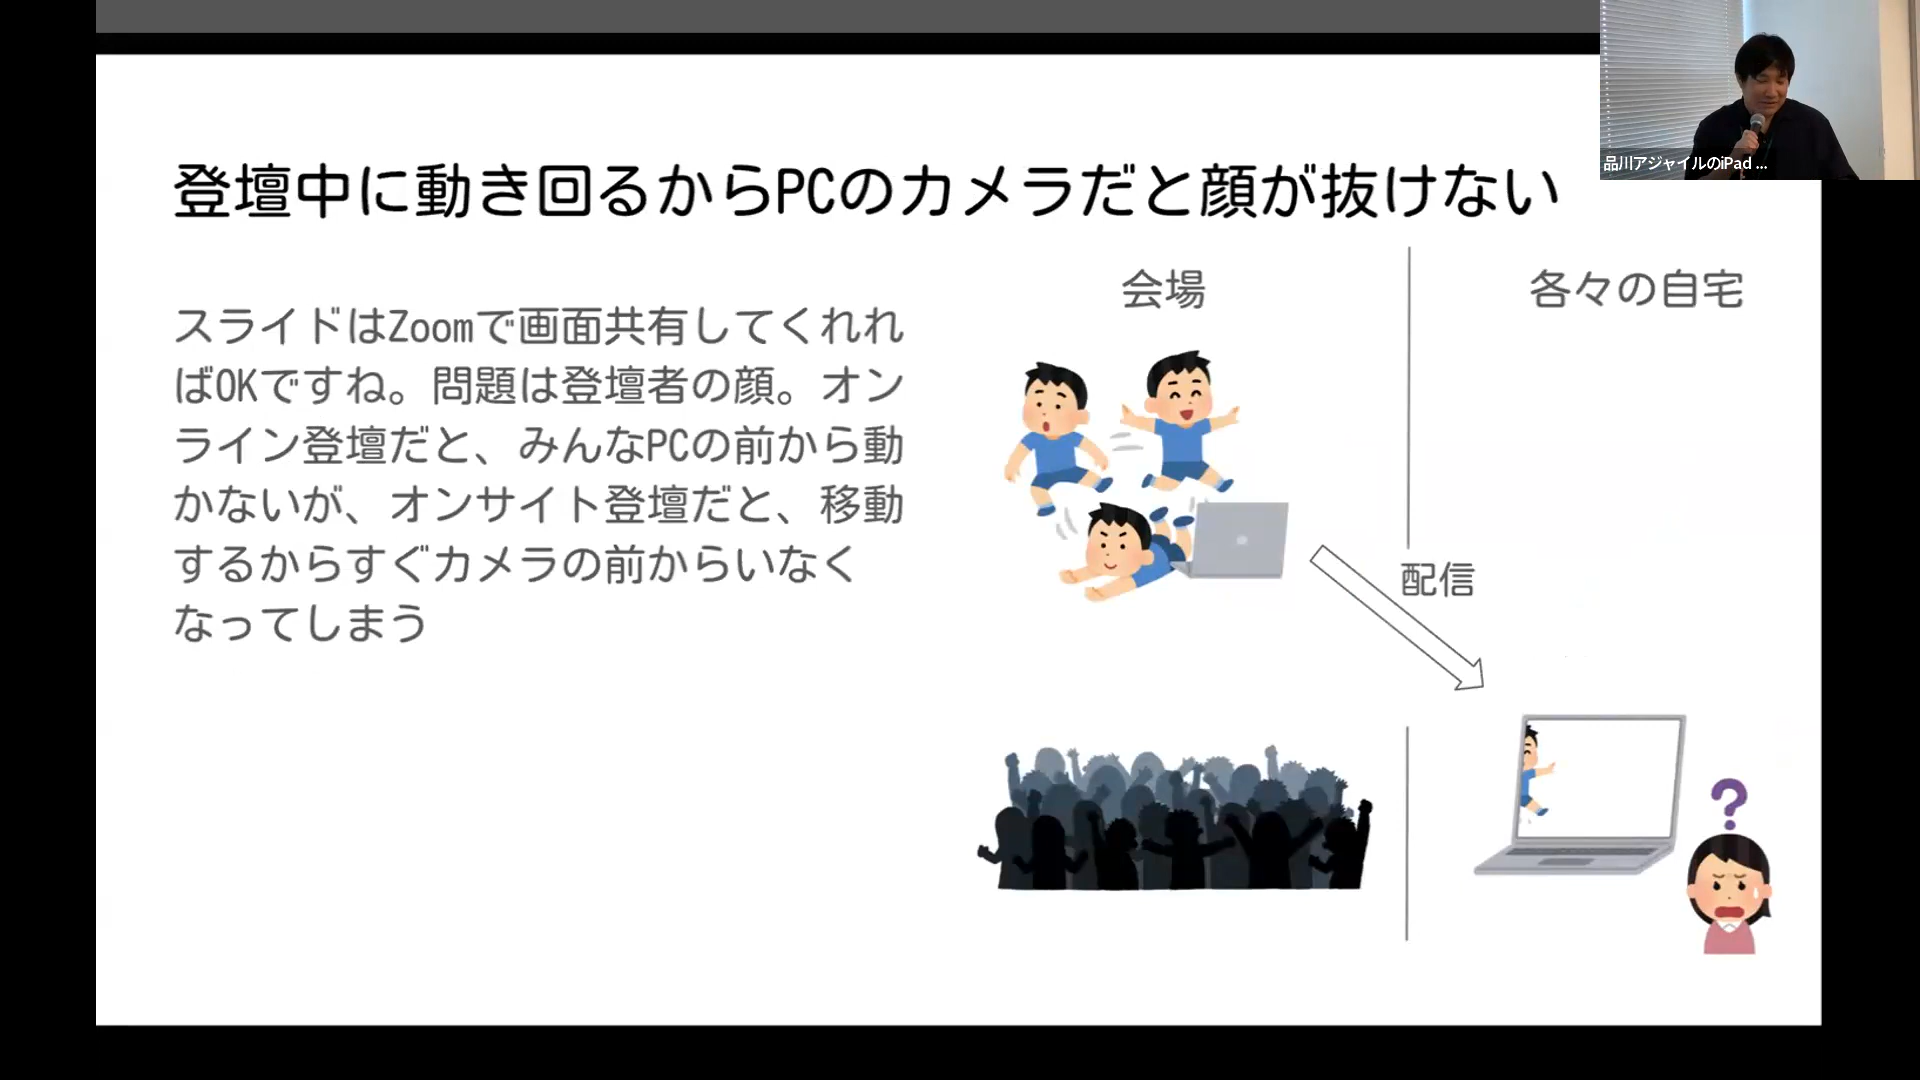 登壇中に動き回るからPCのカメラだと顔が抜けない
スライドはZoomで画面共有してくれれ
ばOKですね。問題は登壇者の顔。オン
ライン登壇だと、みんなPCの前から動
かないが、オンサイト登壇だと、移動
するからすぐカメラの前からいなく
なってしまう
会場
各々の自宅
配信
?
品川アジャイルのiPad ...